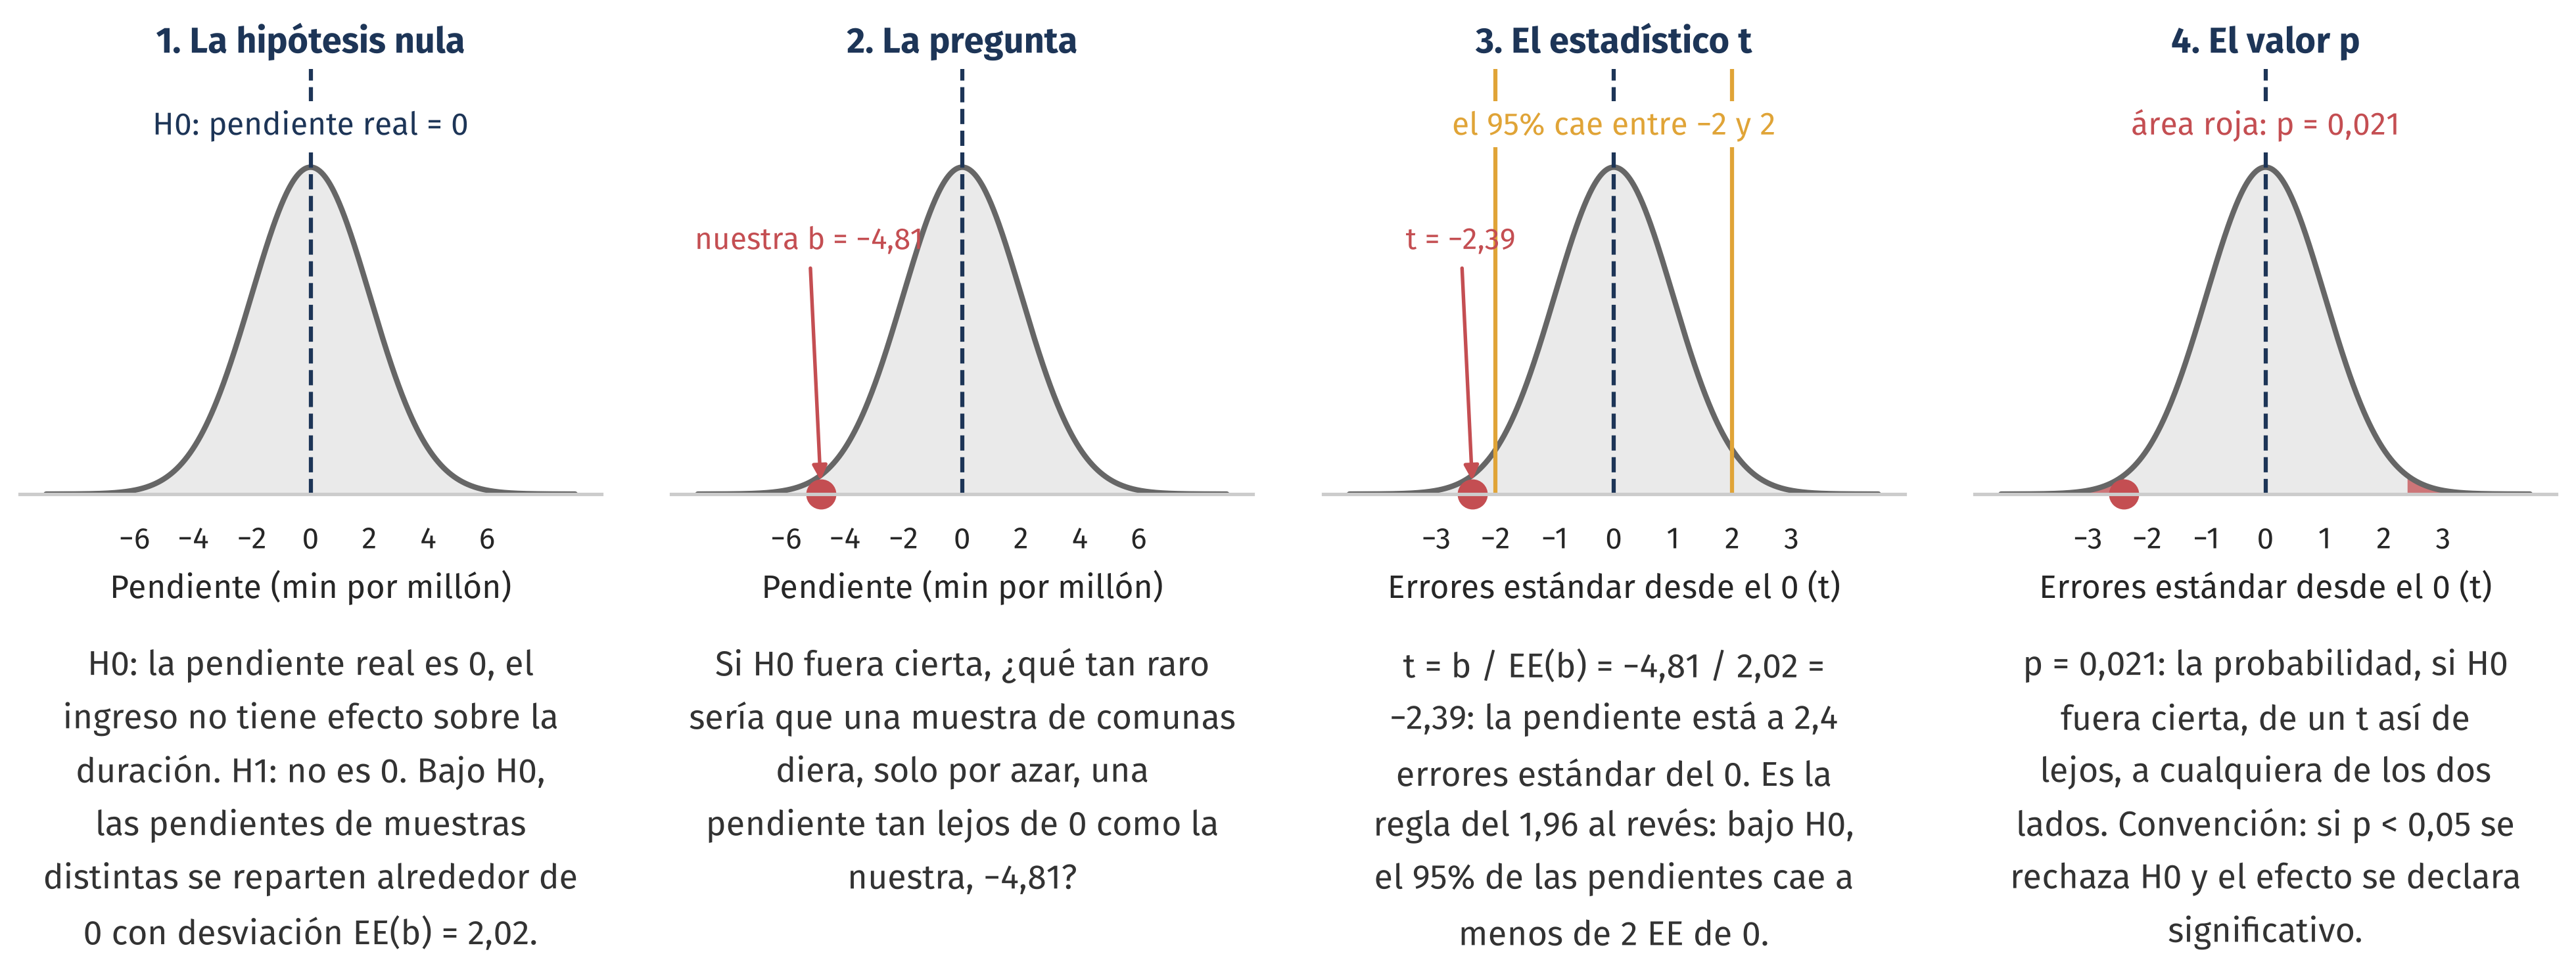 1. La hipótesis nula
H0: pendiente real = 0
−6 −4 −2 0 2 4 6
Pendiente (min por millón)
H0: la pendiente real es 0, el
ingreso no tiene efecto sobre la
duración. H1: no es 0. Bajo H0,
las pendientes de muestras
distintas se reparten alrededor de
0 con desviación EE(b) = 2,02.
2. La pregunta
nuestra b = −4,81
−6 −4 −2 0 2 4 6
Pendiente (min por millón)
Si H0 fuera cierta, ¿qué tan raro
sería que una muestra de comunas
diera, solo por azar, una
pendiente tan lejos de 0 como la
nuestra, −4,81?
3. El estadístico t
el 95% cae entre −2 y 2
t = −2,39
−3 −2 −1 0 1 2 3
Errores estándar desde el 0 (t)
t = b / EE(b) = −4,81 / 2,02 =
−2,39: la pendiente está a 2,4
errores estándar del 0. Es la
regla del 1,96 al revés: bajo H0,
el 95% de las pendientes cae a
menos de 2 EE de 0.
4. El valor p
área roja: p = 0,021
−3 −2 −1 0 1 2 3
Errores estándar desde el 0 (t)
p = 0,021: la probabilidad, si H0
fuera cierta, de un t así de
lejos, a cualquiera de los dos
lados. Convención: si p < 0,05 se
rechaza H0 y el efecto se declara
significativo.